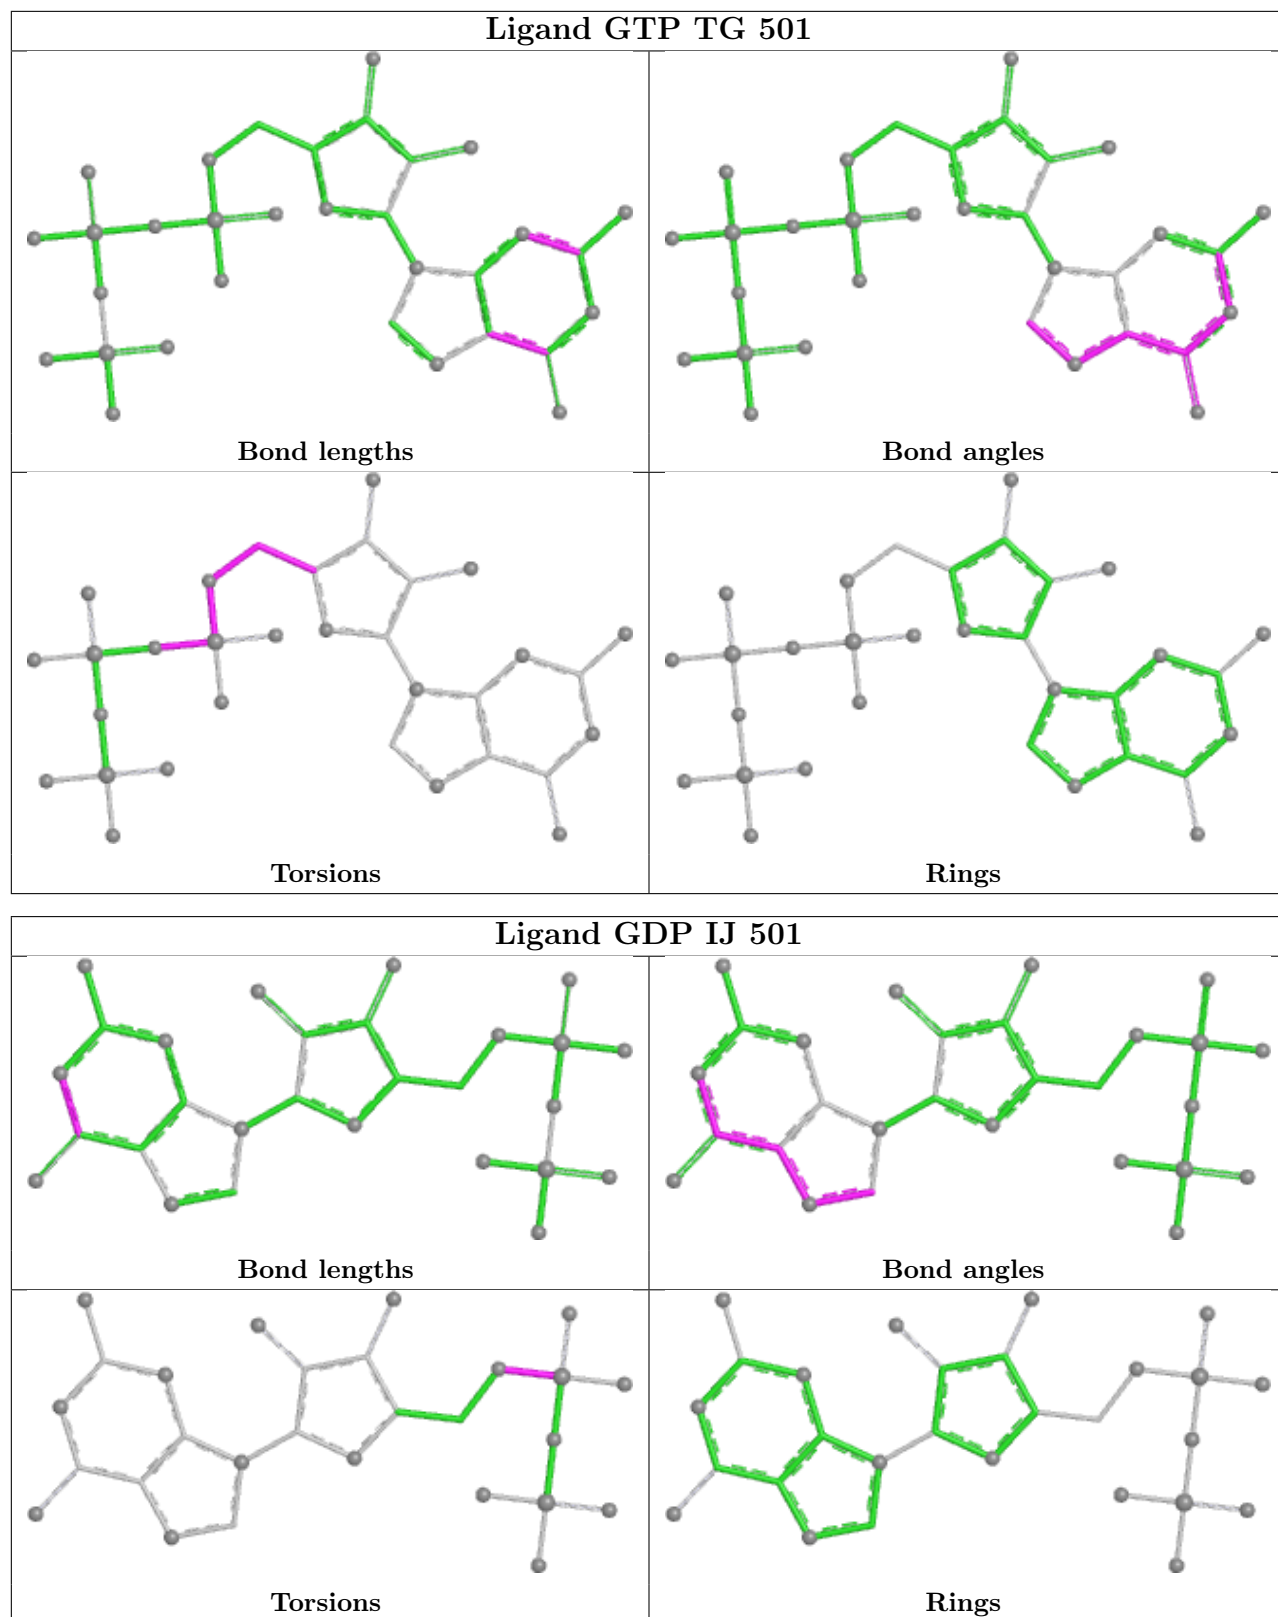 Ligand GTP TG 501
Bond lengths
Bond angles
Torsions
Rings
Ligand GDP IJ 501
Bond lengths
Bond angles
Torsions
Rings